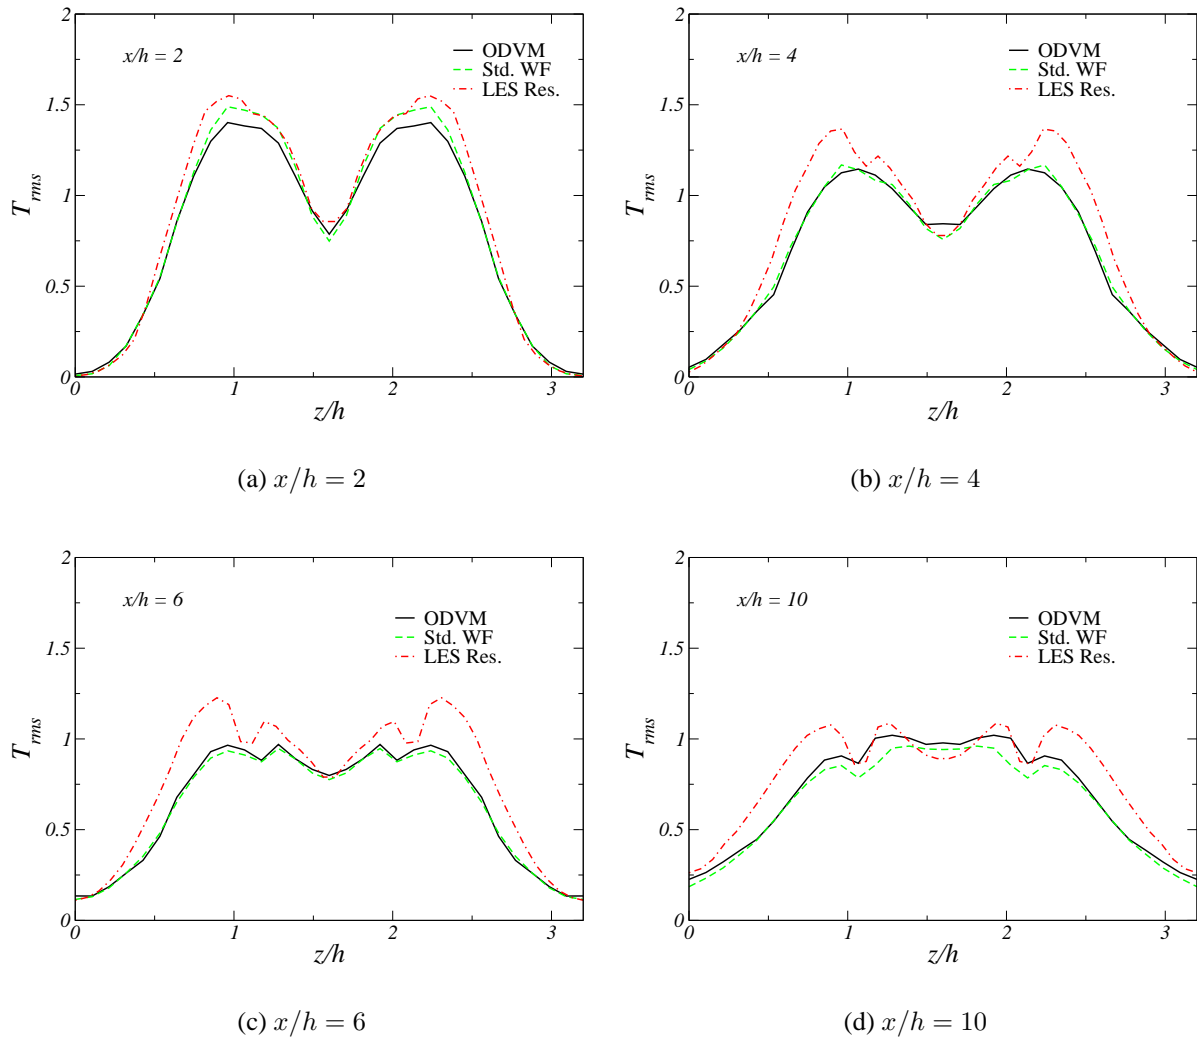 2
x/h = 2
ODVM
Std. WF
LES Res.
1.5
T_rms
1
0.5
0
0 1 2 3
z/h
(a) x/h = 2
2
x/h = 4
ODVM
Std. WF
LES Res.
1.5
T_rms
1
0.5
0
0 1 2 3
z/h
(b) x/h = 4
2
x/h = 6
ODVM
Std. WF
LES Res.
1.5
T_rms
1
0.5
0
0 1 2 3
z/h
(c) x/h = 6
2
x/h = 10
ODVM
Std. WF
LES Res.
1.5
T_rms
1
0.5
0
0 1 2 3
z/h
(d) x/h = 10